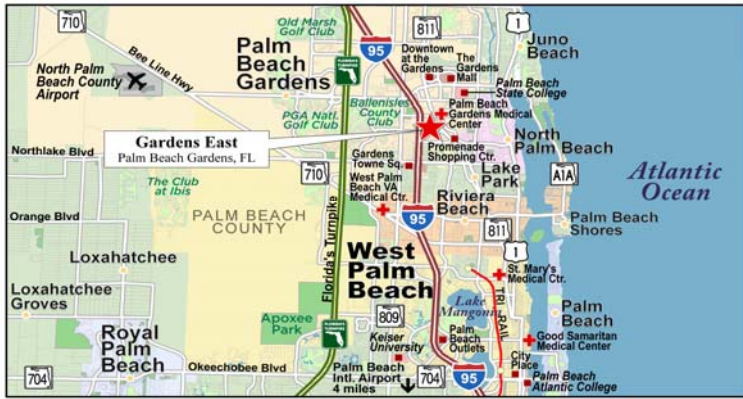 710
Bee Line Hwy
North Palm
Beach County
Airport
Old Marsh
Golf Club
Palm
Beach
Gardens
95
811
1
Juno
Beach
Downtown
at the
Gardens
The
Gardens
Mall
Palm Beach
State College
Ballenisles
County
Club
PGA Natl.
Golf Club
Palm Beach
Gardens Medical
Center
Gardens East
Palm Beach Gardens, FL
North
Palm Beach
Promenade
Shopping Ctr.
Northlake Blvd
710
Gardens
Towne Sq.
Lake
Park
A1A
Atlantic
Ocean
The Club
at Ibis
West Palm
Beach VA
Medical Ctr.
Riviera
Beach
Orange Blvd
PALM BEACH
COUNTY
Florida's Turnpike
95
811
Palm Beach
Shores
1
Loxahatchee
West
Palm
Beach
St. Mary's
Medical Ctr.
TRI RAIL
Loxahatchee
Groves
Lake
Mangonia
Apoxee
Park
809
Palm
Beach
Royal
Palm
Beach
Keiser
University
Palm
Beach
Outlets
Good Samaritan
Medical Center
City
Place
704
Okeechobee Blvd
Palm Beach
Intl. Airport
4 miles
704
95
Palm Beach
Atlantic College